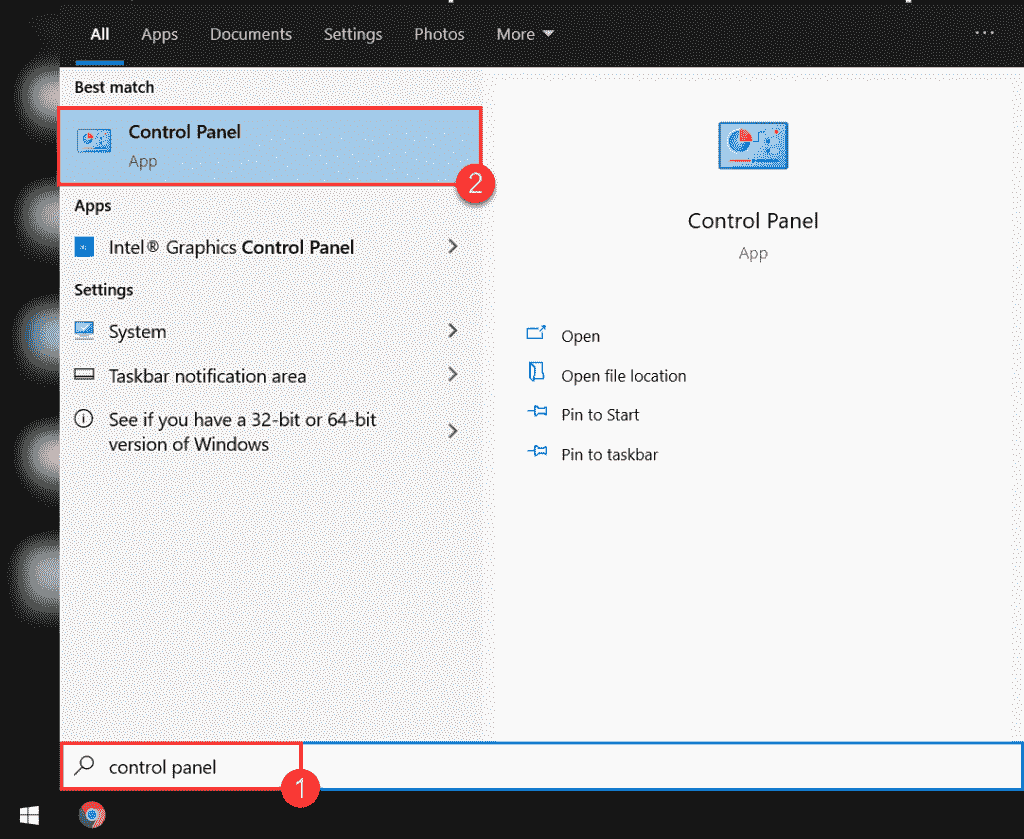 All Apps Documents Settings Photos More
Best match
Control Panel
App
2
Apps
Intel® Graphics Control Panel
Settings
System
Taskbar notification area
See if you have a 32-bit or 64-bit
version of Windows
Control Panel
App
Open
Open file location
Pin to Start
Pin to taskbar
control panel
1